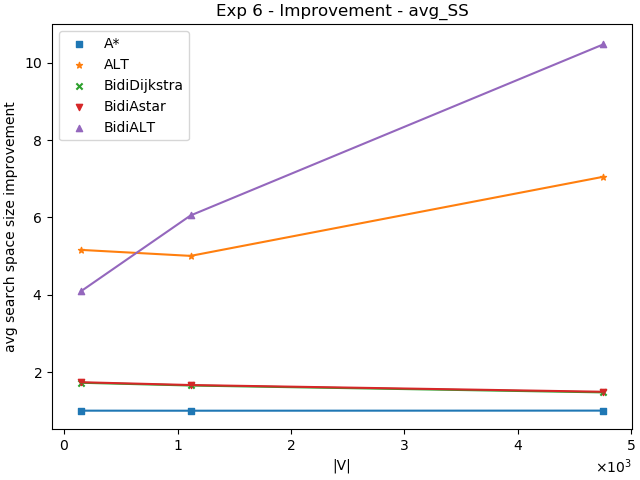 Exp 6 - Improvement - avg_SS
A*
ALT
BidiDijkstra
BidiAstar
BidiALT
avg search space size improvement
10
8
6
4
2
0 1 2 3 4 5
|V|
×10³